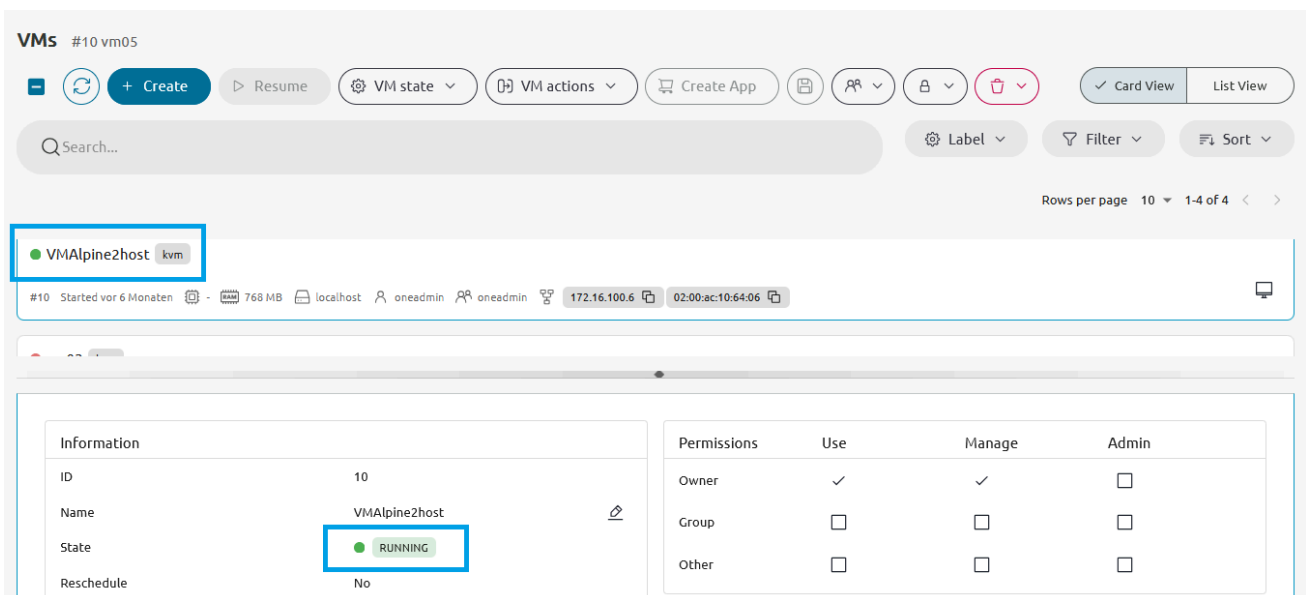 VMs #10 vm05
+ Create Resume VM state VM actions Create App Card View List View
Search... Label Filter Sort
Rows per page 10 1-4 of 4
VMAlpine2host kvm
#10 Started vor 6 Monaten - RAM 768 MB localhost oneadmin oneadmin 172.16.100.6 02:00:ac:10:64:06
Information
ID 10
Name VMAlpine2host
State RUNNING
Reschedule No
Permissions Use Manage Admin
Owner
Group
Other